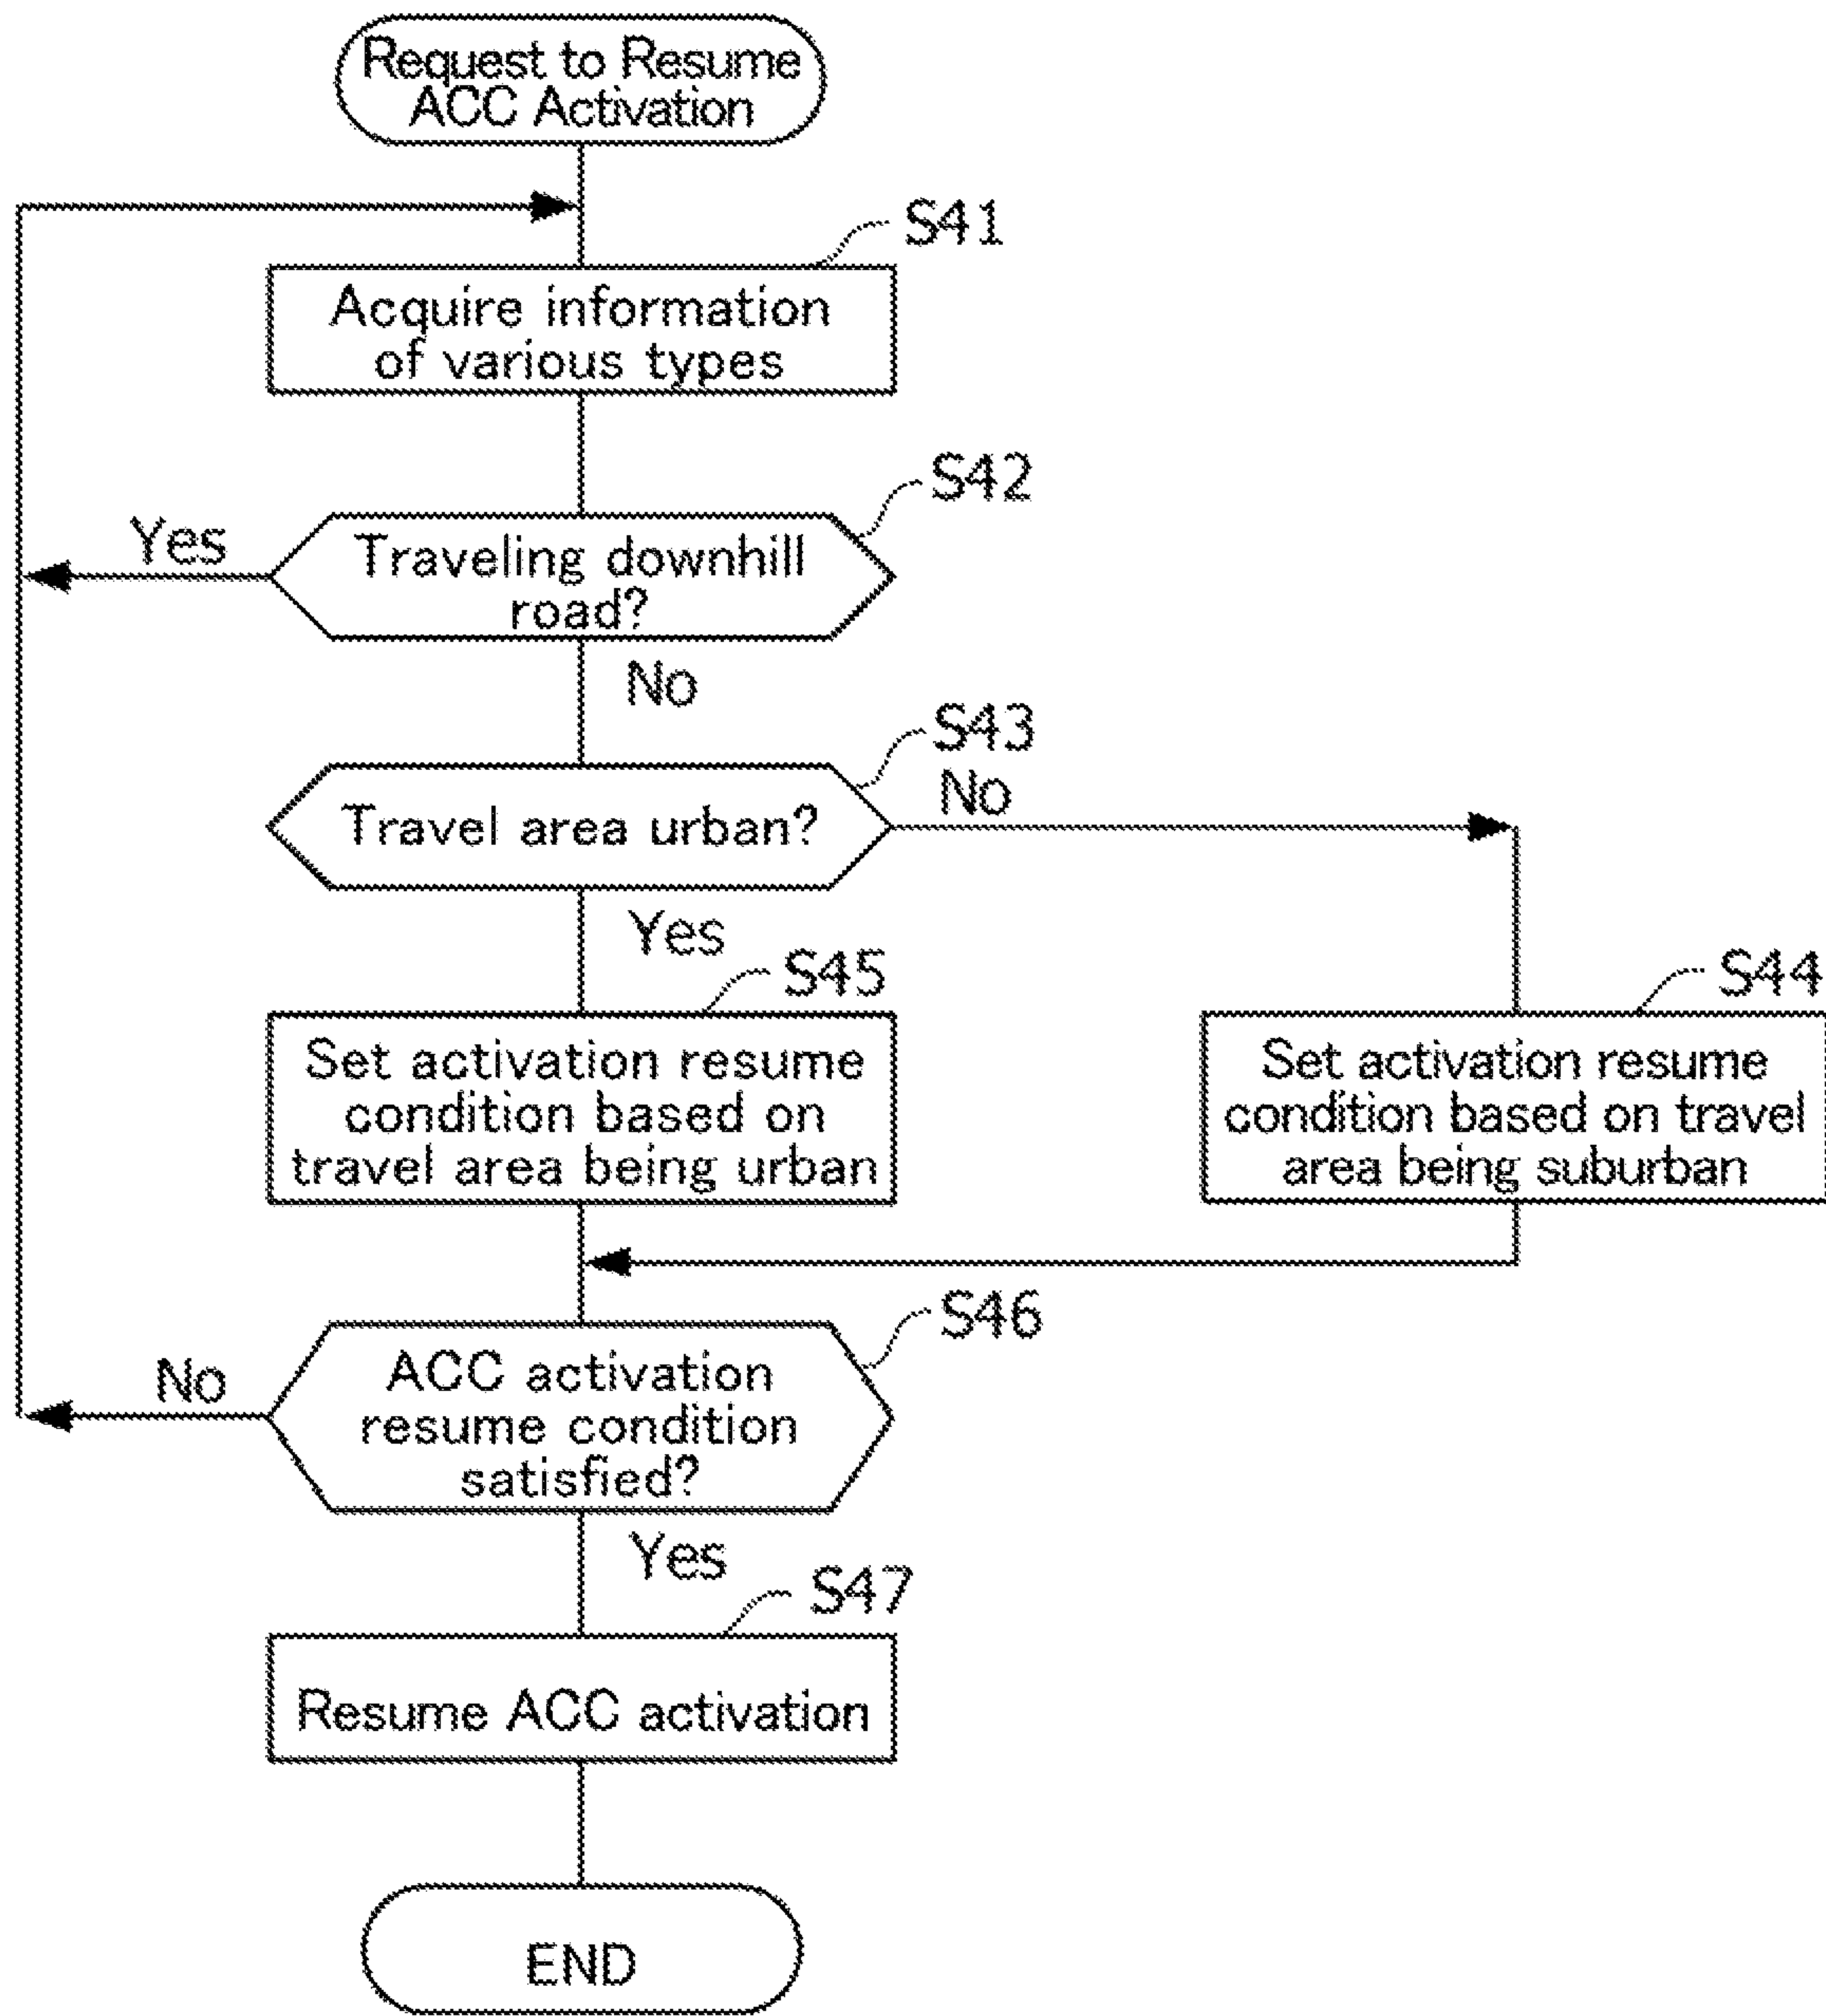 Request to Resume
ACC Activation
S41
Acquire information
of various types
S42
Yes
Traveling downhill
road?
No
S43
No
Travel area urban?
Yes
S45
S44
Set activation resume
condition based on
travel area being urban
Set activation resume
condition based on travel
area being suburban
S46
No
ACC activation
resume condition
satisfied?
Yes
S47
Resume ACC activation
END